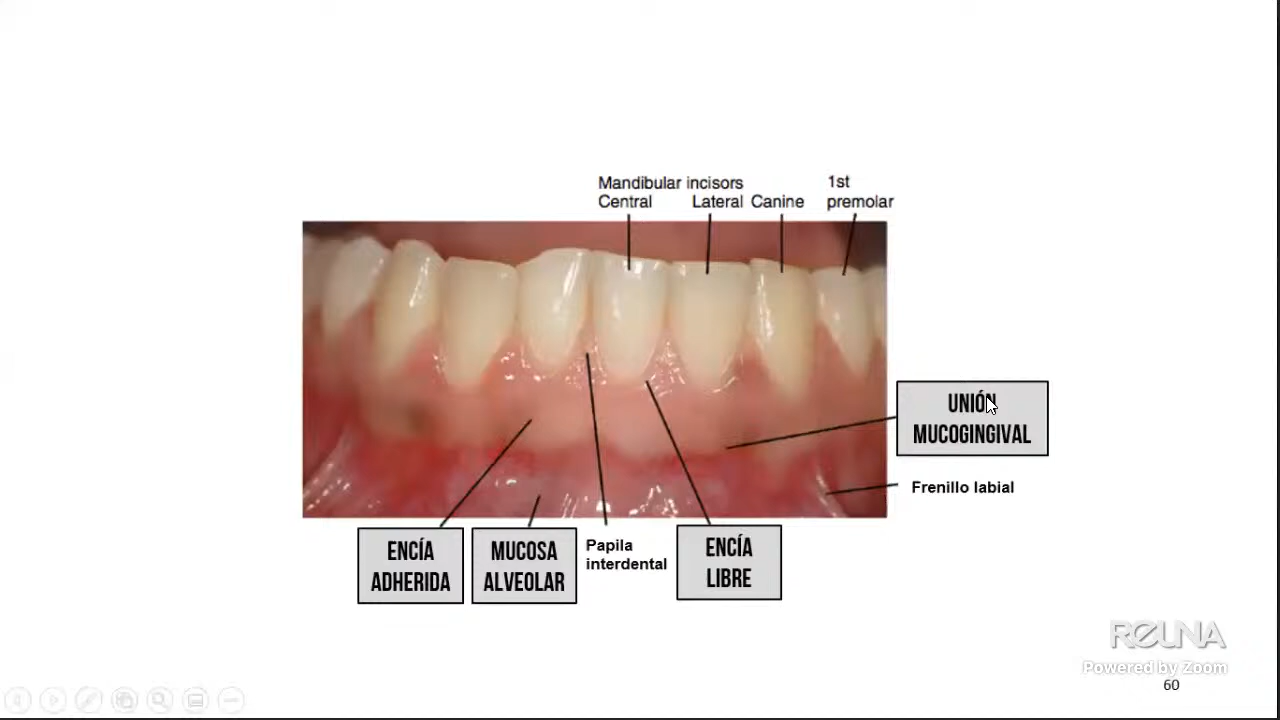 Mandibular incisors
Central Lateral Canine
1st
premolar
UNIÓN
MUCOGINGIVAL
Frenillo labial
ENCÍA
ADHERIDA
MUCOSA
ALVEOLAR
Papila
interdental
ENCÍA
LIBRE
REUNA
Powered by Zoom
60